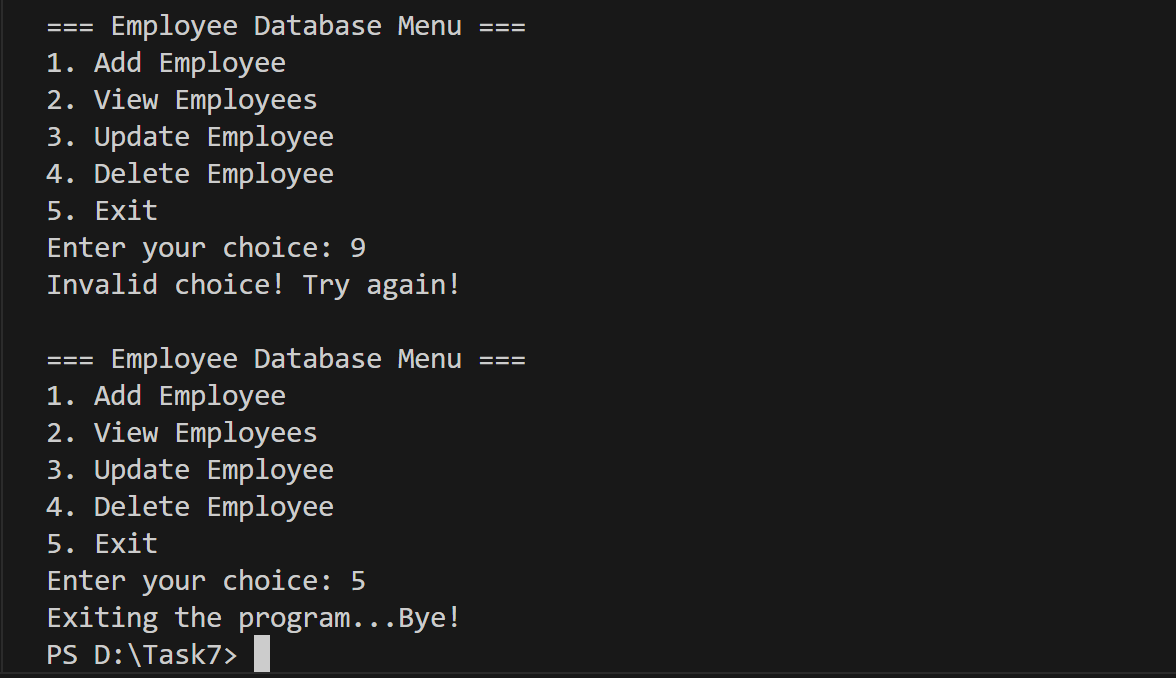 === Employee Database Menu ===
1. Add Employee
2. View Employees
3. Update Employee
4. Delete Employee
5. Exit
Enter your choice: 9
Invalid choice! Try again!
=== Employee Database Menu ===
1. Add Employee
2. View Employees
3. Update Employee
4. Delete Employee
5. Exit
Enter your choice: 5
Exiting the program...Bye!
PS D:\Task7>